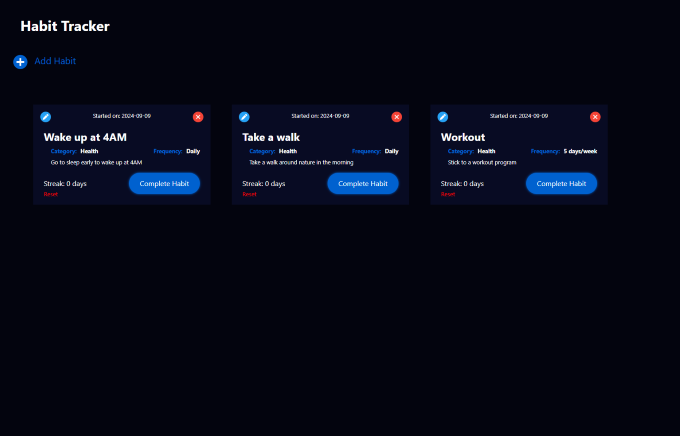 Habit Tracker
Add Habit
Started on: 2024-09-09
Wake up at 4AM
Category: Health Frequency: Daily
Go to sleep early to wake up at 4AM
Streak: 0 days
Complete Habit
Reset
Started on: 2024-09-09
Take a walk
Category: Health Frequency: Daily
Take a walk around nature in the morning
Streak: 0 days
Complete Habit
Reset
Started on: 2024-09-09
Workout
Category: Health Frequency: 5 days/week
Stick to a workout program
Streak: 0 days
Complete Habit
Reset